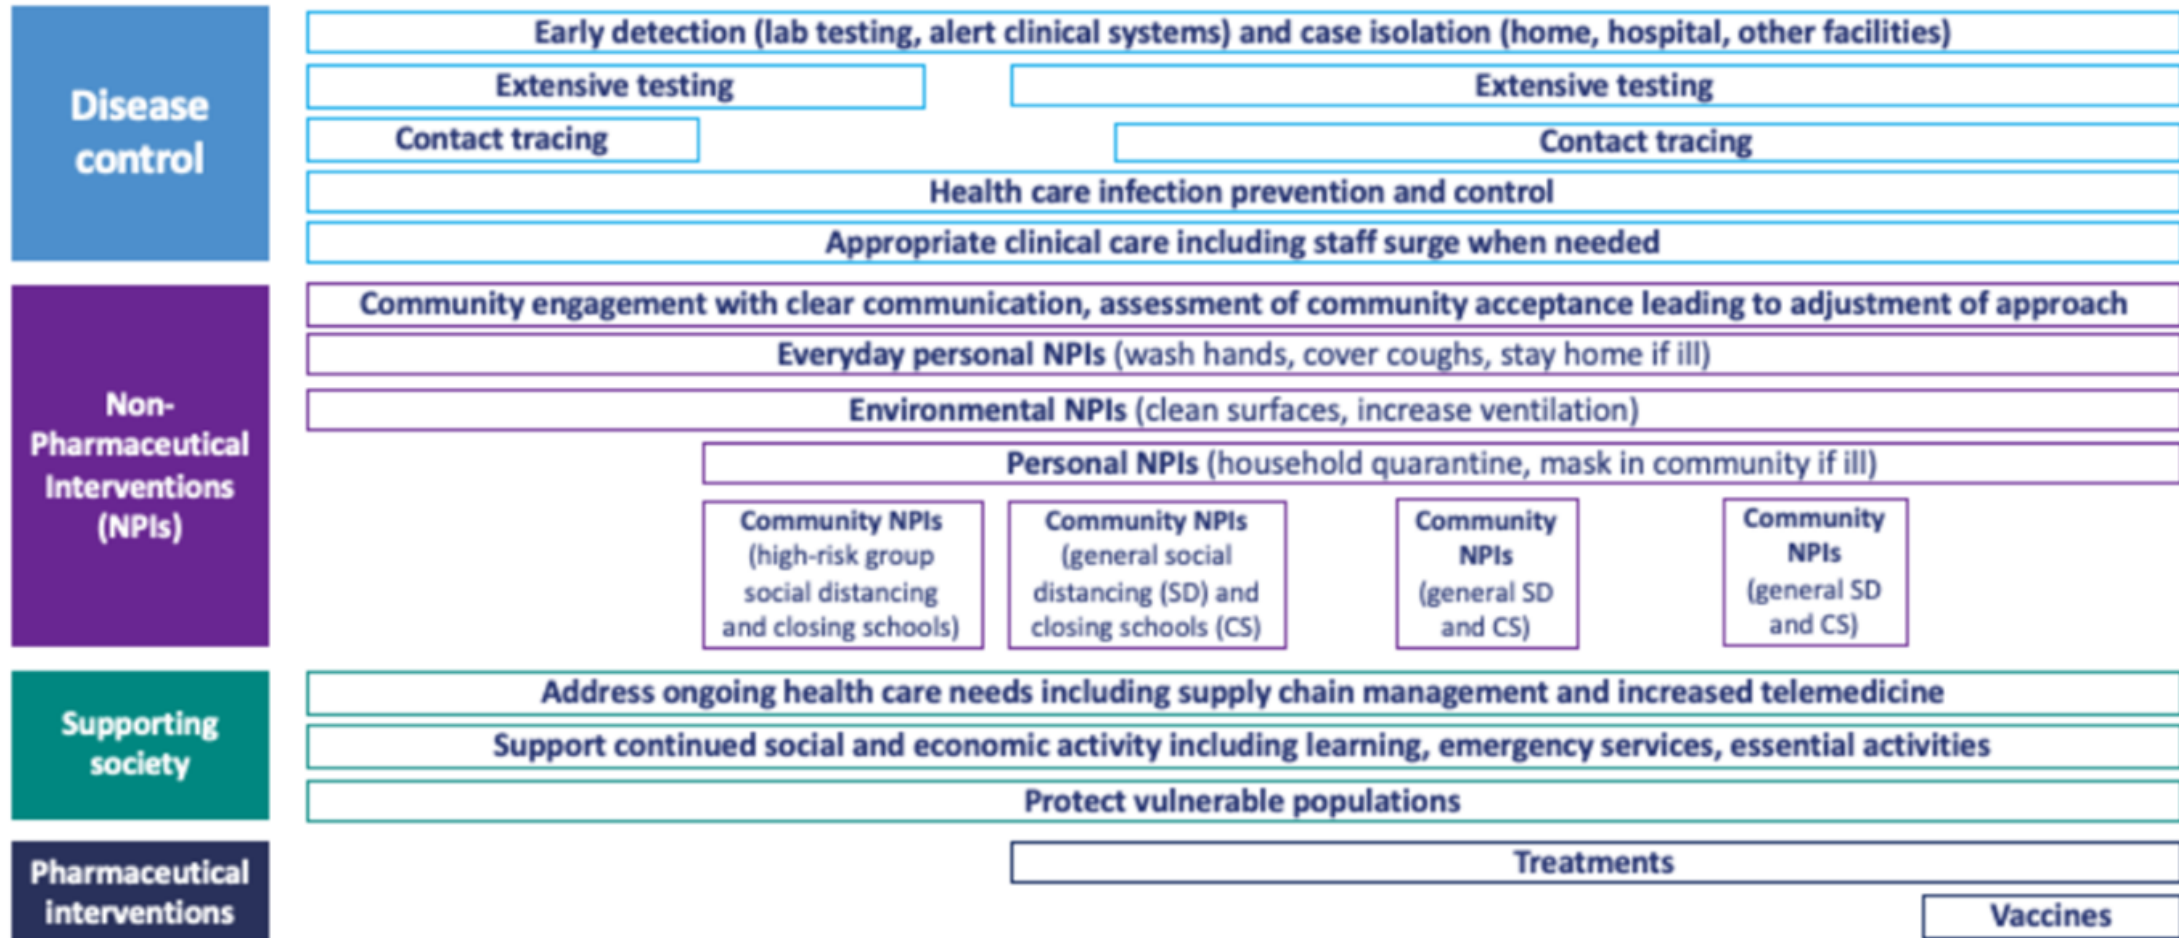 Disease
control
Early detection (lab testing, alert clinical systems) and case isolation (home, hospital, other facilities)
Extensive testing
Extensive testing
Contact tracing
Contact tracing
Health care infection prevention and control
Appropriate clinical care including staff surge when needed
Non-
Pharmaceutical
Interventions
(NPIs)
Community engagement with clear communication, assessment of community acceptance leading to adjustment of approach
Everyday personal NPIs (wash hands, cover coughs, stay home if ill)
Environmental NPIs (clean surfaces, increase ventilation)
Personal NPIs (household quarantine, mask in community if ill)
Community NPIs
(high-risk group
social distancing
and closing schools)
Community NPIs
(general social
distancing (SD) and
closing schools (CS)
Community
NPIs
(general SD
and CS)
Community
NPIs
(general SD
and CS)
Supporting
society
Address ongoing health care needs including supply chain management and increased telemedicine
Support continued social and economic activity including learning, emergency services, essential activities
Protect vulnerable populations
Pharmaceutical
interventions
Treatments
Vaccines